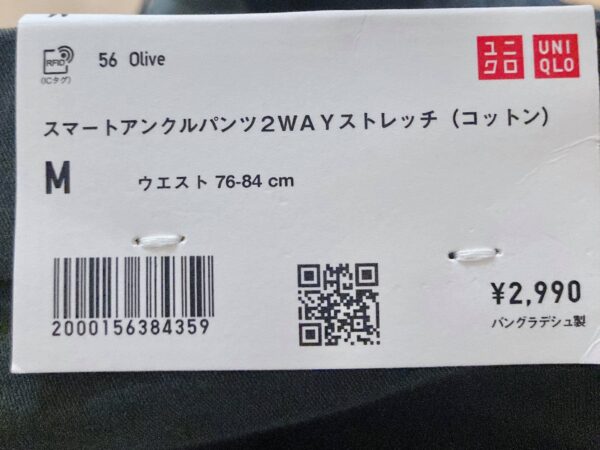 RFID
(ICタグ)
56 Olive
ユニクロ
UNIQLO
スマートアンクルパンツ2WAYストレッチ(コットン)
M
ウエスト 76-84 cm
2000156384359
¥2,990
バングラデシュ製